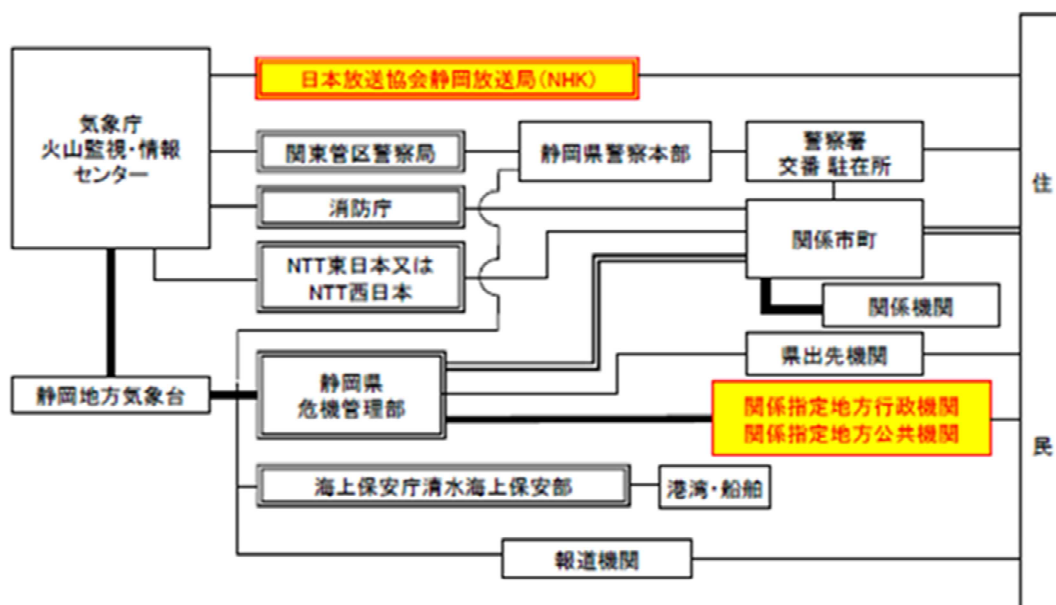 気象庁
火山監視・情報
センター
日本放送協会静岡放送局(NHK)
関東管区警察局
静岡県警察本部
警察署
交番 駐在所
消防庁
関係市町
NTT東日本又は
NTT西日本
関係機関
静岡地方気象台
静岡県
危機管理部
県出先機関
関係指定地方行政機関
関係指定地方公共機関
海上保安庁清水海上保安部
港湾・船舶
報道機関
住
民